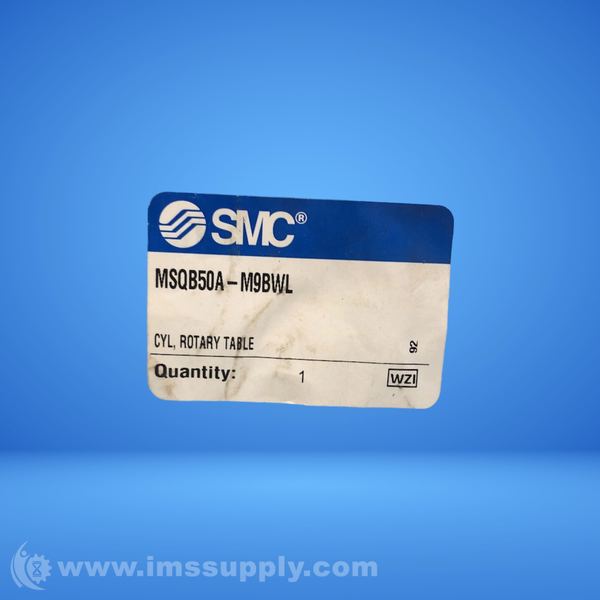 SMC®
MSQB50A-M9BWL
CYL, ROTARY TABLE
92
Quantity: 1 WZI
www.imssupply.com